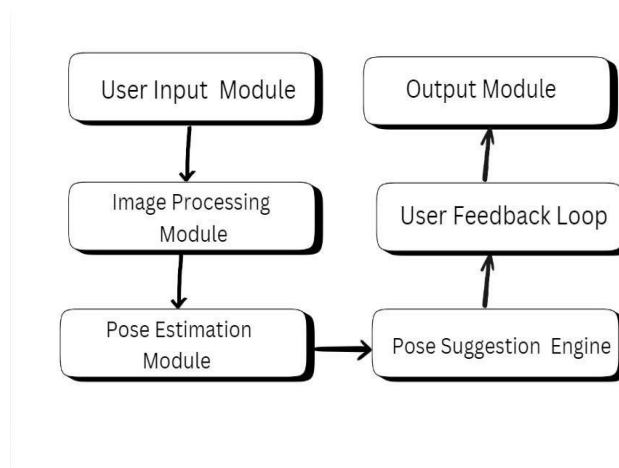 User Input Module
Image Processing
Module
Pose Estimation
Module
Pose Suggestion Engine
User Feedback Loop
Output Module